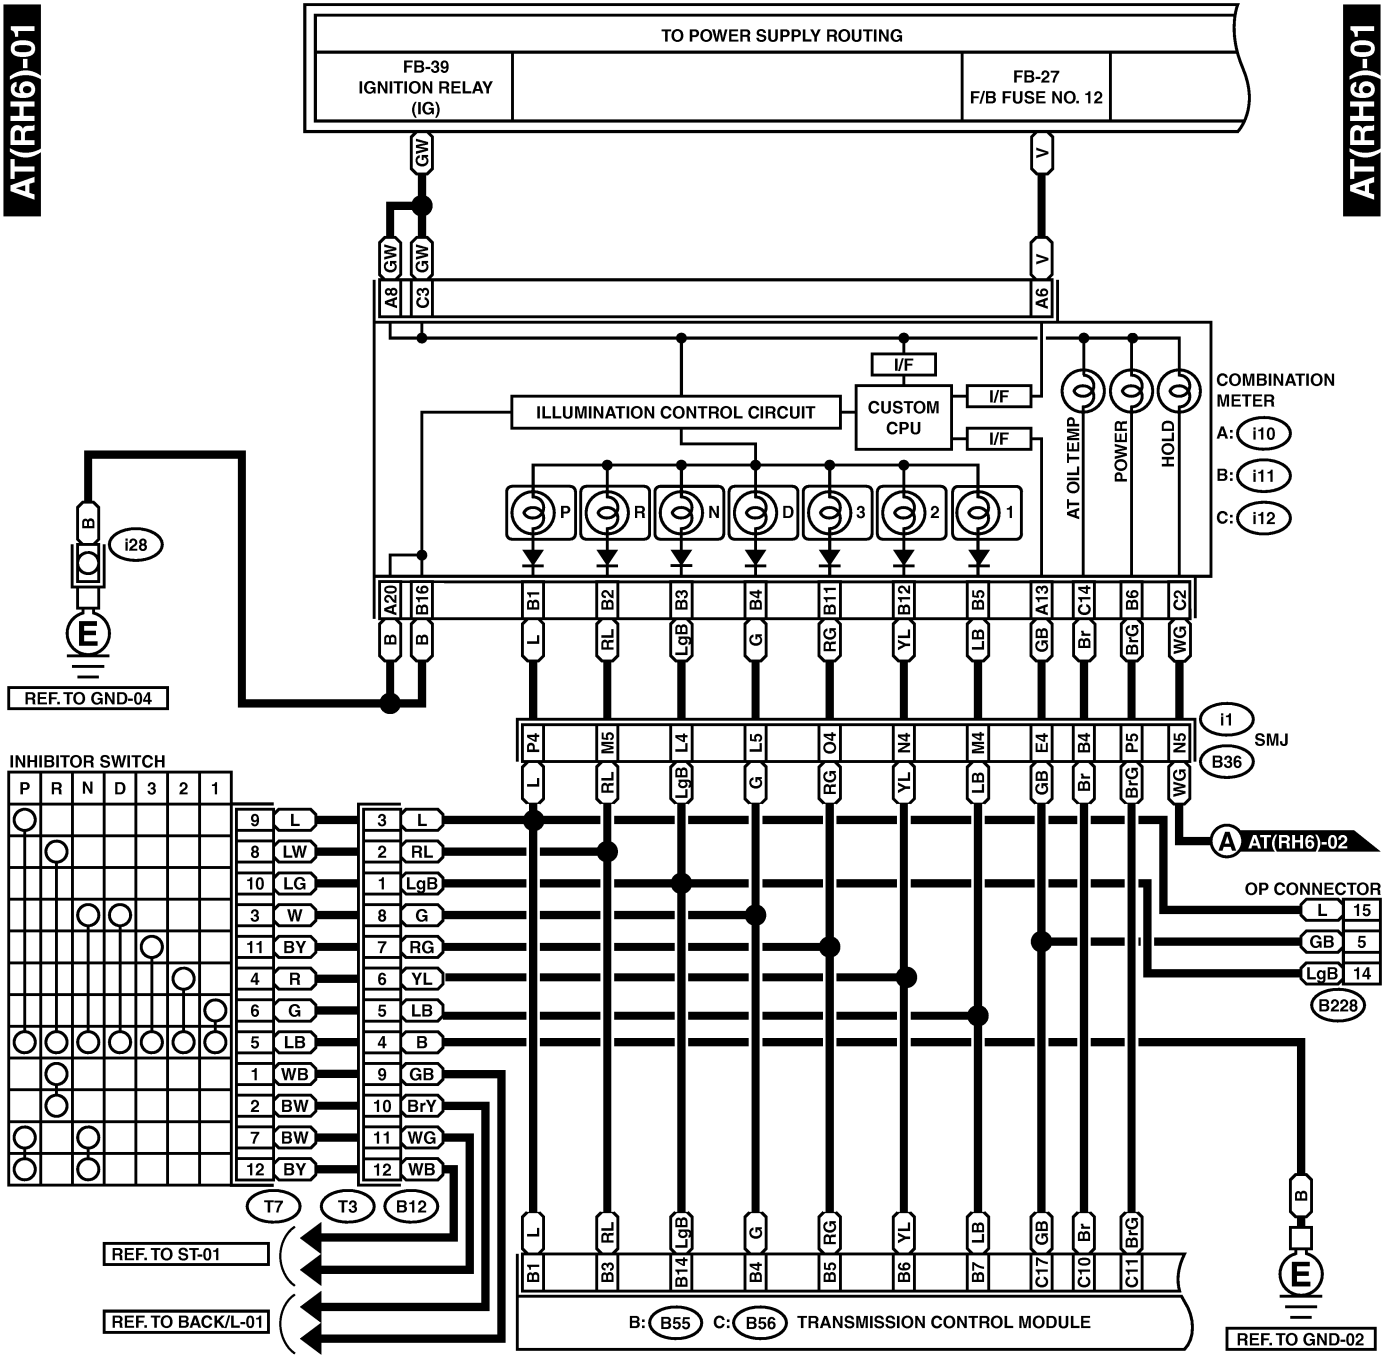 AT(RH6)-01
AT(RH6)-01
TO POWER SUPPLY ROUTING
FB-39
IGNITION RELAY
(IG)
FB-27
F/B FUSE NO. 12
GW
V
GW GW V
A8 C3 A6
I/F
I/F
ILLUMINATION CONTROL CIRCUIT
CUSTOM
CPU
I/F
AT OIL TEMP
POWER
HOLD
COMBINATION
METER
A: i10
B: i11
C: i12
P R N D 3 2 1
B
i28
E
REF. TO GND-04
A20 B16 B1 B2 B3 B4 B11 B12 B5 A13 C14 B6 C2
B B L RL LgB G RG YL LB GB Br BrG WG
i1
SMJ
B36
P4 M5 L4 L5 O4 N4 M4 E4 B4 P5 N5
L RL LgB G RG YL LB GB Br BrG WG
A AT(RH6)-02
INHIBITOR SWITCH
P R N D 3 2 1
9 L 3 L
8 LW 2 RL
10 LG 1 LgB
3 W 8 G
11 BY 7 RG
4 R 6 YL
6 G 5 LB
5 LB 4 B
1 WB 9 GB
2 BW 10 BrY
7 BW 11 WG
12 BY 12 WB
T7 T3 B12
OP CONNECTOR
L 15
GB 5
LgB 14
B228
REF. TO ST-01
REF. TO BACK/L-01
L RL LgB G RG YL LB GB Br BrG
B1 B3 B14 B4 B5 B6 B7 C17 C10 C11
B: B55 C: B56 TRANSMISSION CONTROL MODULE
B
E
REF. TO GND-02